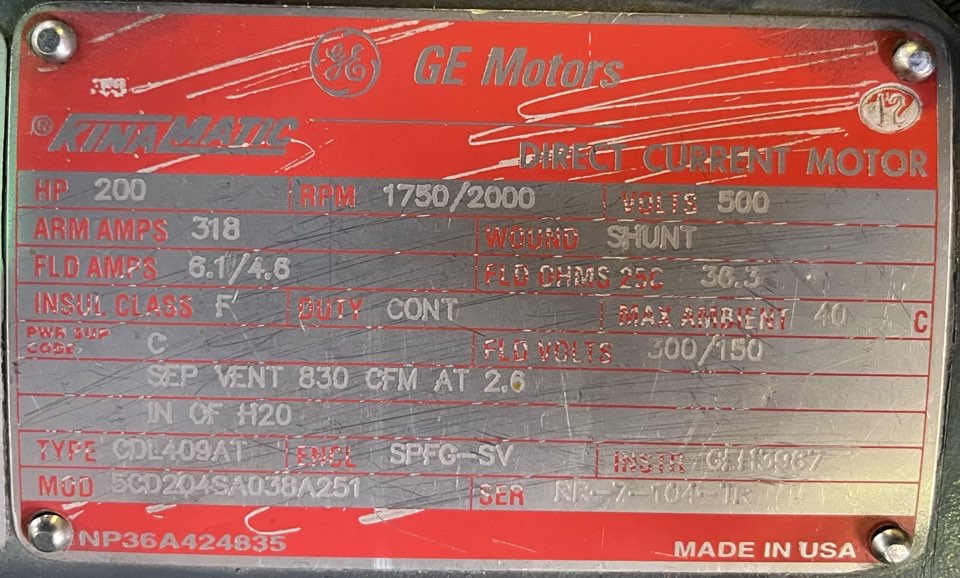 GE GE Motors
12
® KINAMATIC
DIRECT CURRENT MOTOR
HP 200 RPM 1750/2000 VOLTS 500
ARM AMPS 318 WOUND SHUNT
FLD AMPS 6.1/4.6 FLD OHMS 25C 36.3
INSUL CLASS F DUTY CONT MAX AMBIENT 40 C
PWR SUP CODE C FLD VOLTS 300/150
SEP VENT 830 CFM AT 2.6
IN OF H20
TYPE CDL409AT ENCL SPFG-SV INSTR GEH3967
MOD 5CD204SA038A251 SER
NP36A424835 MADE IN USA